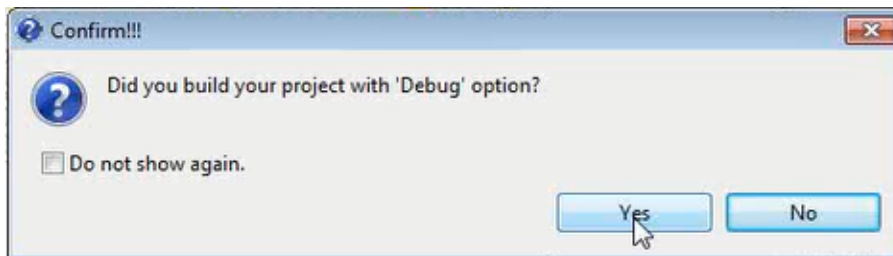 Confirm!!!
Did you build your project with 'Debug' option?
Do not show again.
Yes No